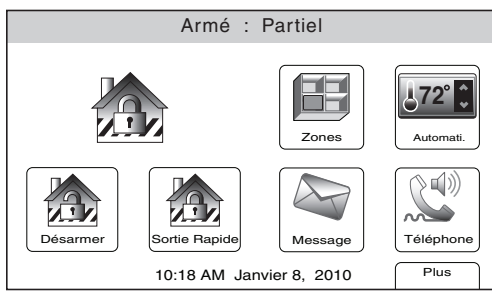 Armé : Partiel
72°
Zones
Automati.
Désarmer
Sortie Rapide
Message
Téléphone
10:18 AM Janvier 8, 2010
Plus